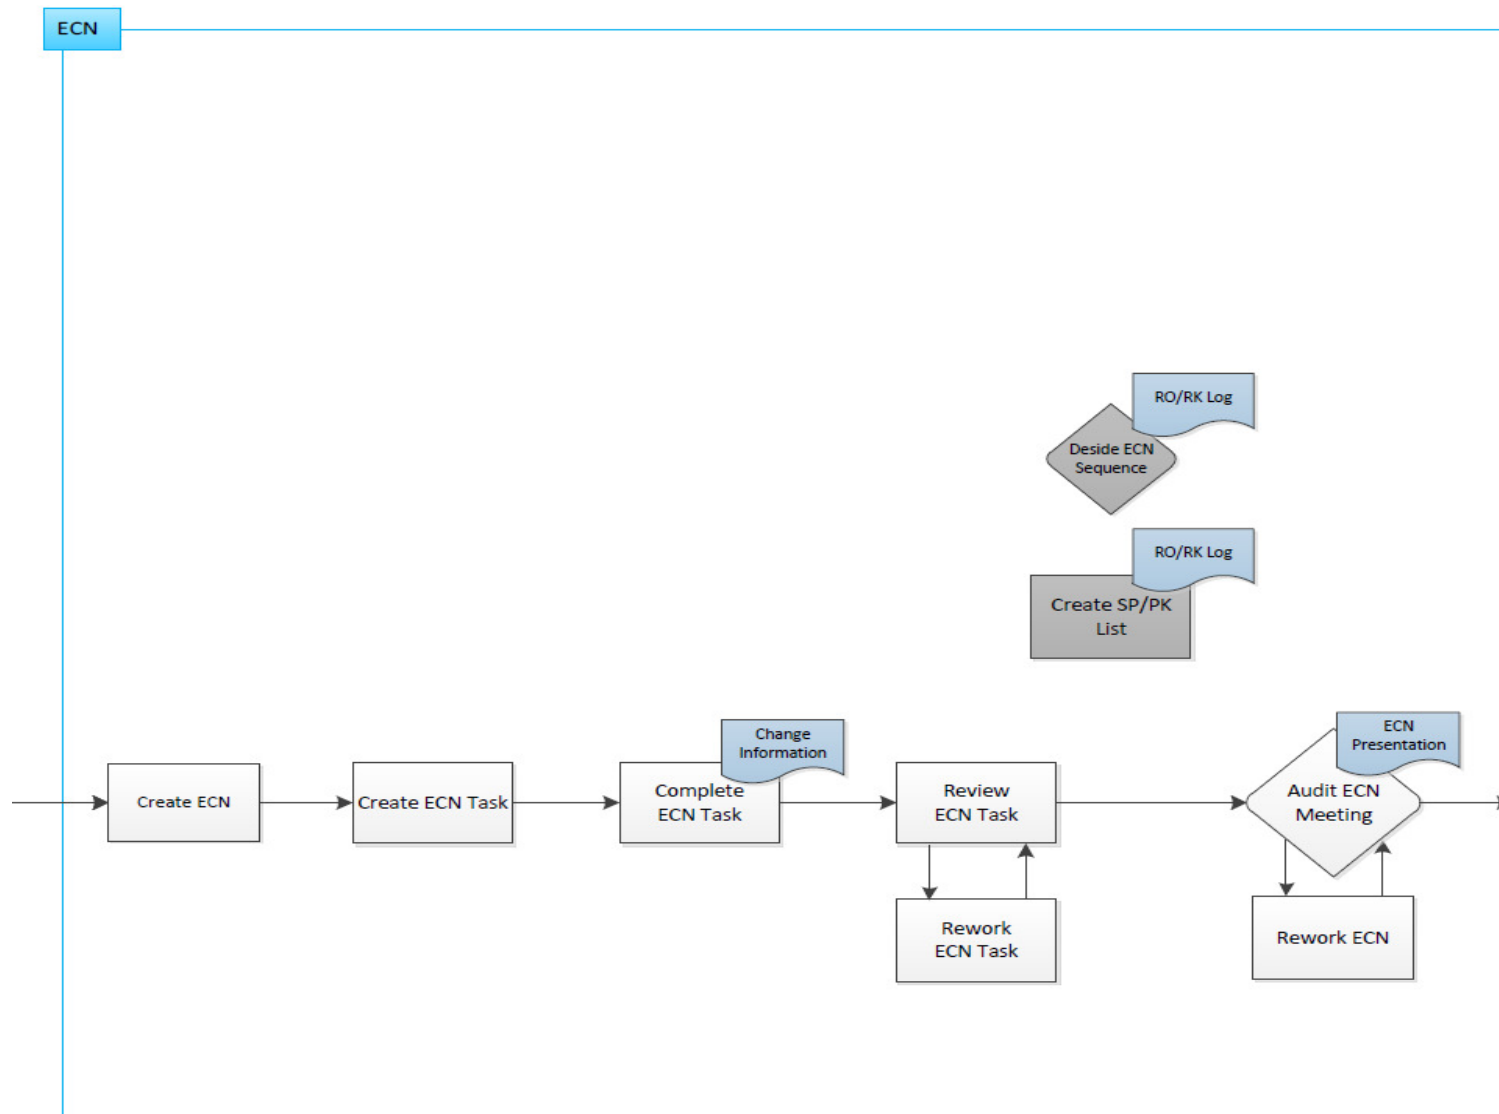 ECN
RO/RK Log
Deside ECN
Sequence
RO/RK Log
Create SP/PK
List
Change
Information
ECN
Presentation
Create ECN
Create ECN Task
Complete
ECN Task
Review
ECN Task
Audit ECN
Meeting
Rework
ECN Task
Rework ECN